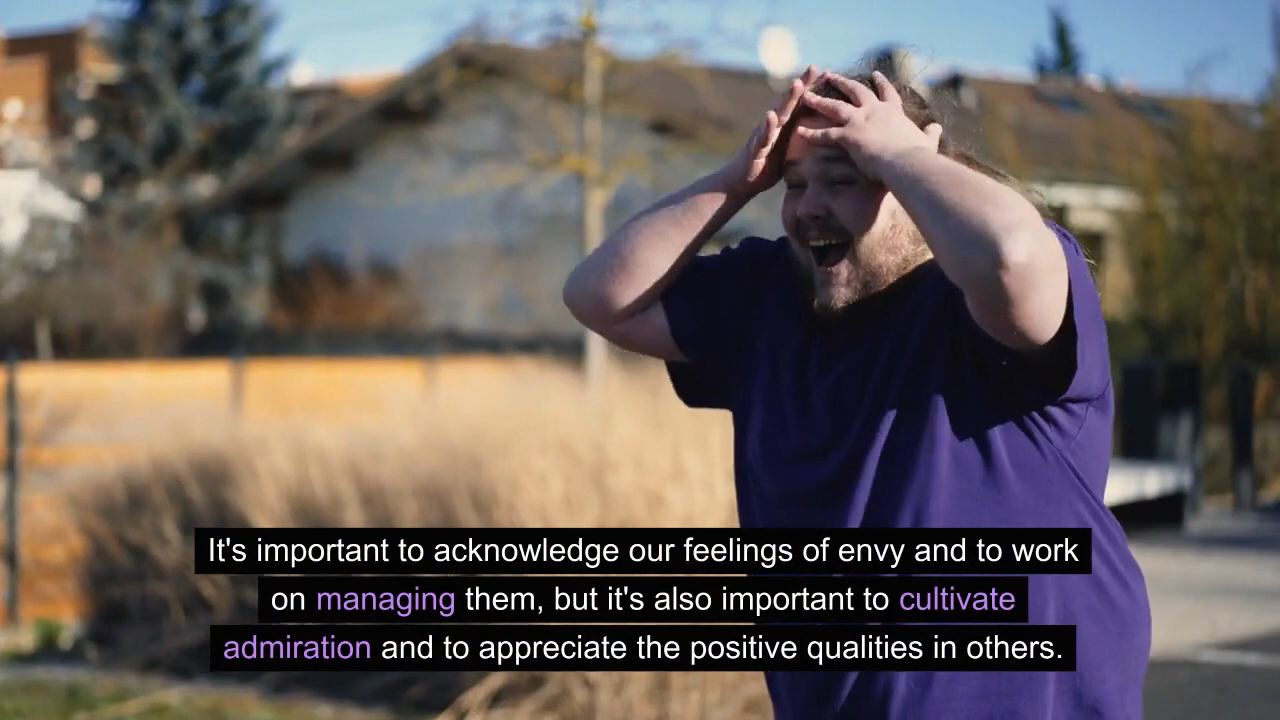 It's important to acknowledge our feelings of envy and to work
on managing them, but it's also important to cultivate
admiration and to appreciate the positive qualities in others.